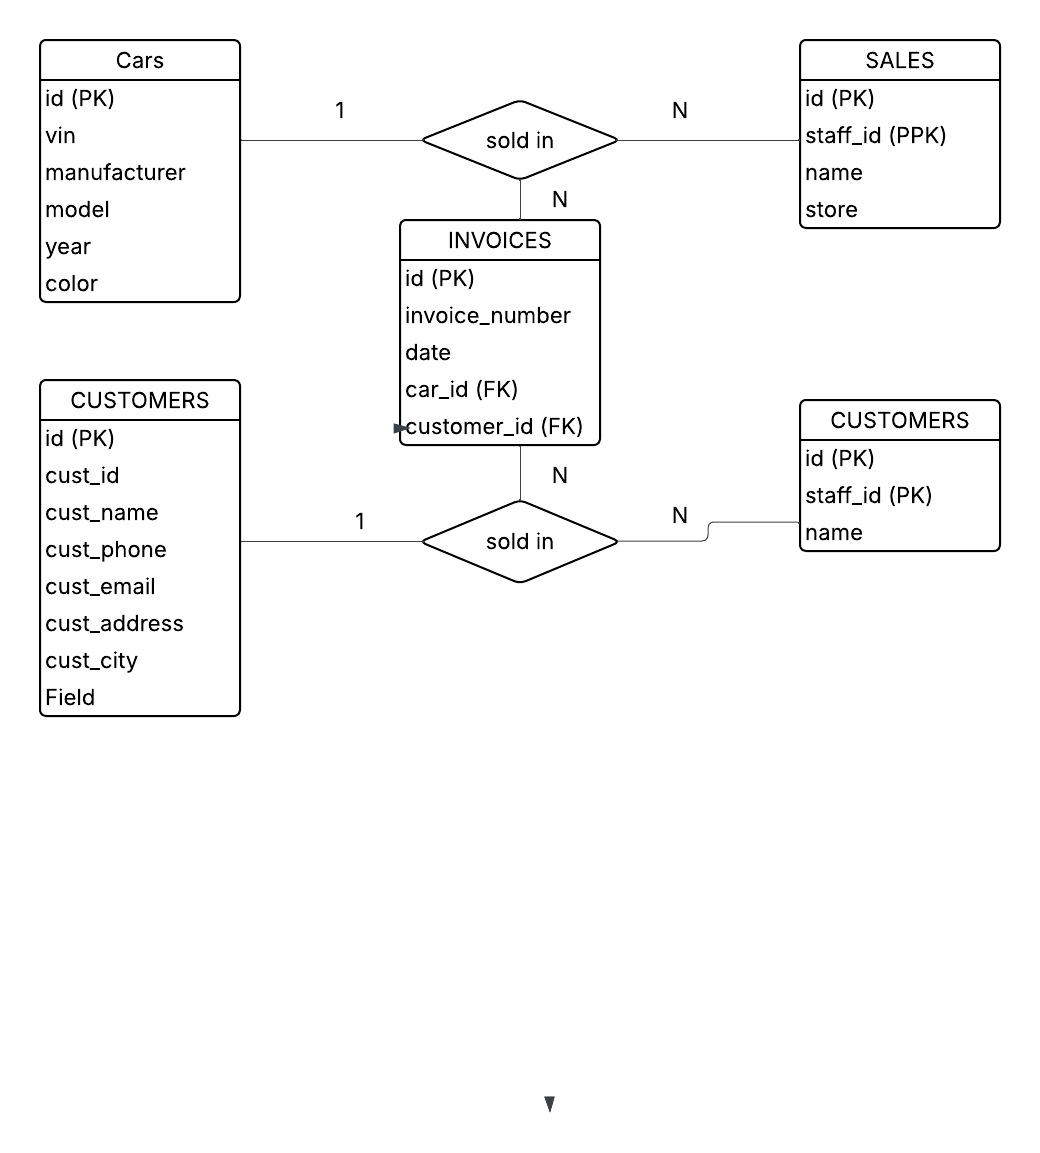 Cars
id (PK)
vin
manufacturer
model
year
color
1
sold in
N
N
SALES
id (PK)
staff_id (PPK)
name
store
INVOICES
id (PK)
invoice_number
date
car_id (FK)
customer_id (FK)
CUSTOMERS
id (PK)
cust_id
cust_name
cust_phone
cust_email
cust_address
cust_city
Field
1
N
sold in
N
CUSTOMERS
id (PK)
staff_id (PK)
name